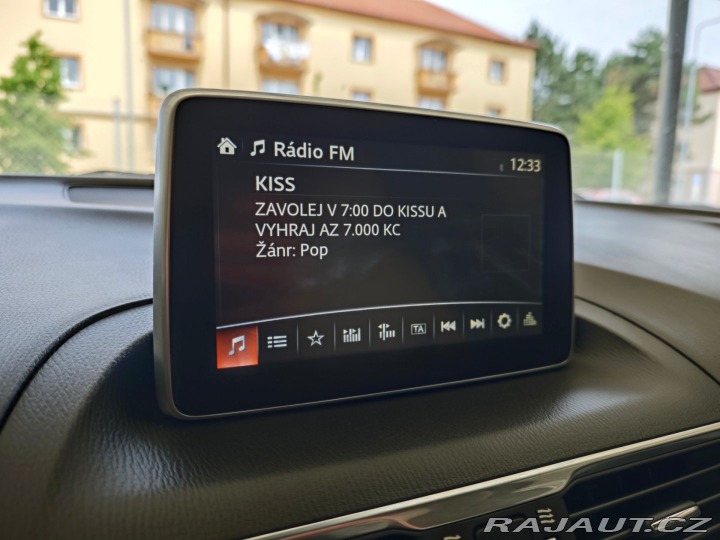 Rádio FM
12:33
KISS
ZAVOLEJ V 7:00 DO KISSU A
VYHRAJ AZ 7.000 KC
Žánr: Pop
TA
RAJAUT.CZ